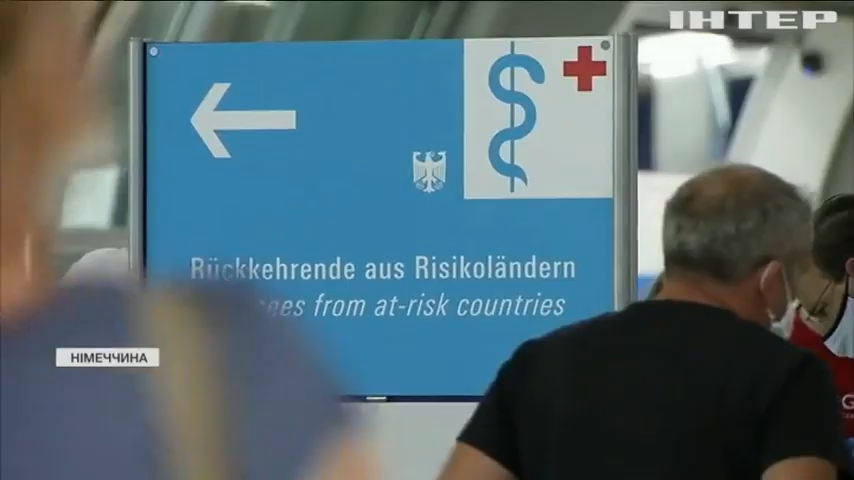 ІНТЕР
Rückkehrende aus Risikoländern
from at-risk countries
НІМЕЧЧИНА